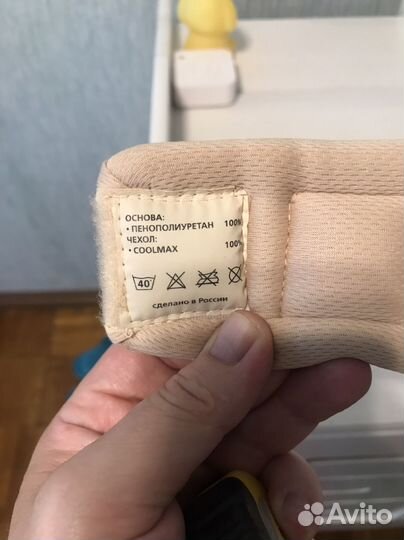 ОСНОВА:
• ПЕНОПОЛИУРЕТАН 100%
ЧЕХОЛ:
• COOLMAX 100%
40
сделано в России
Avito